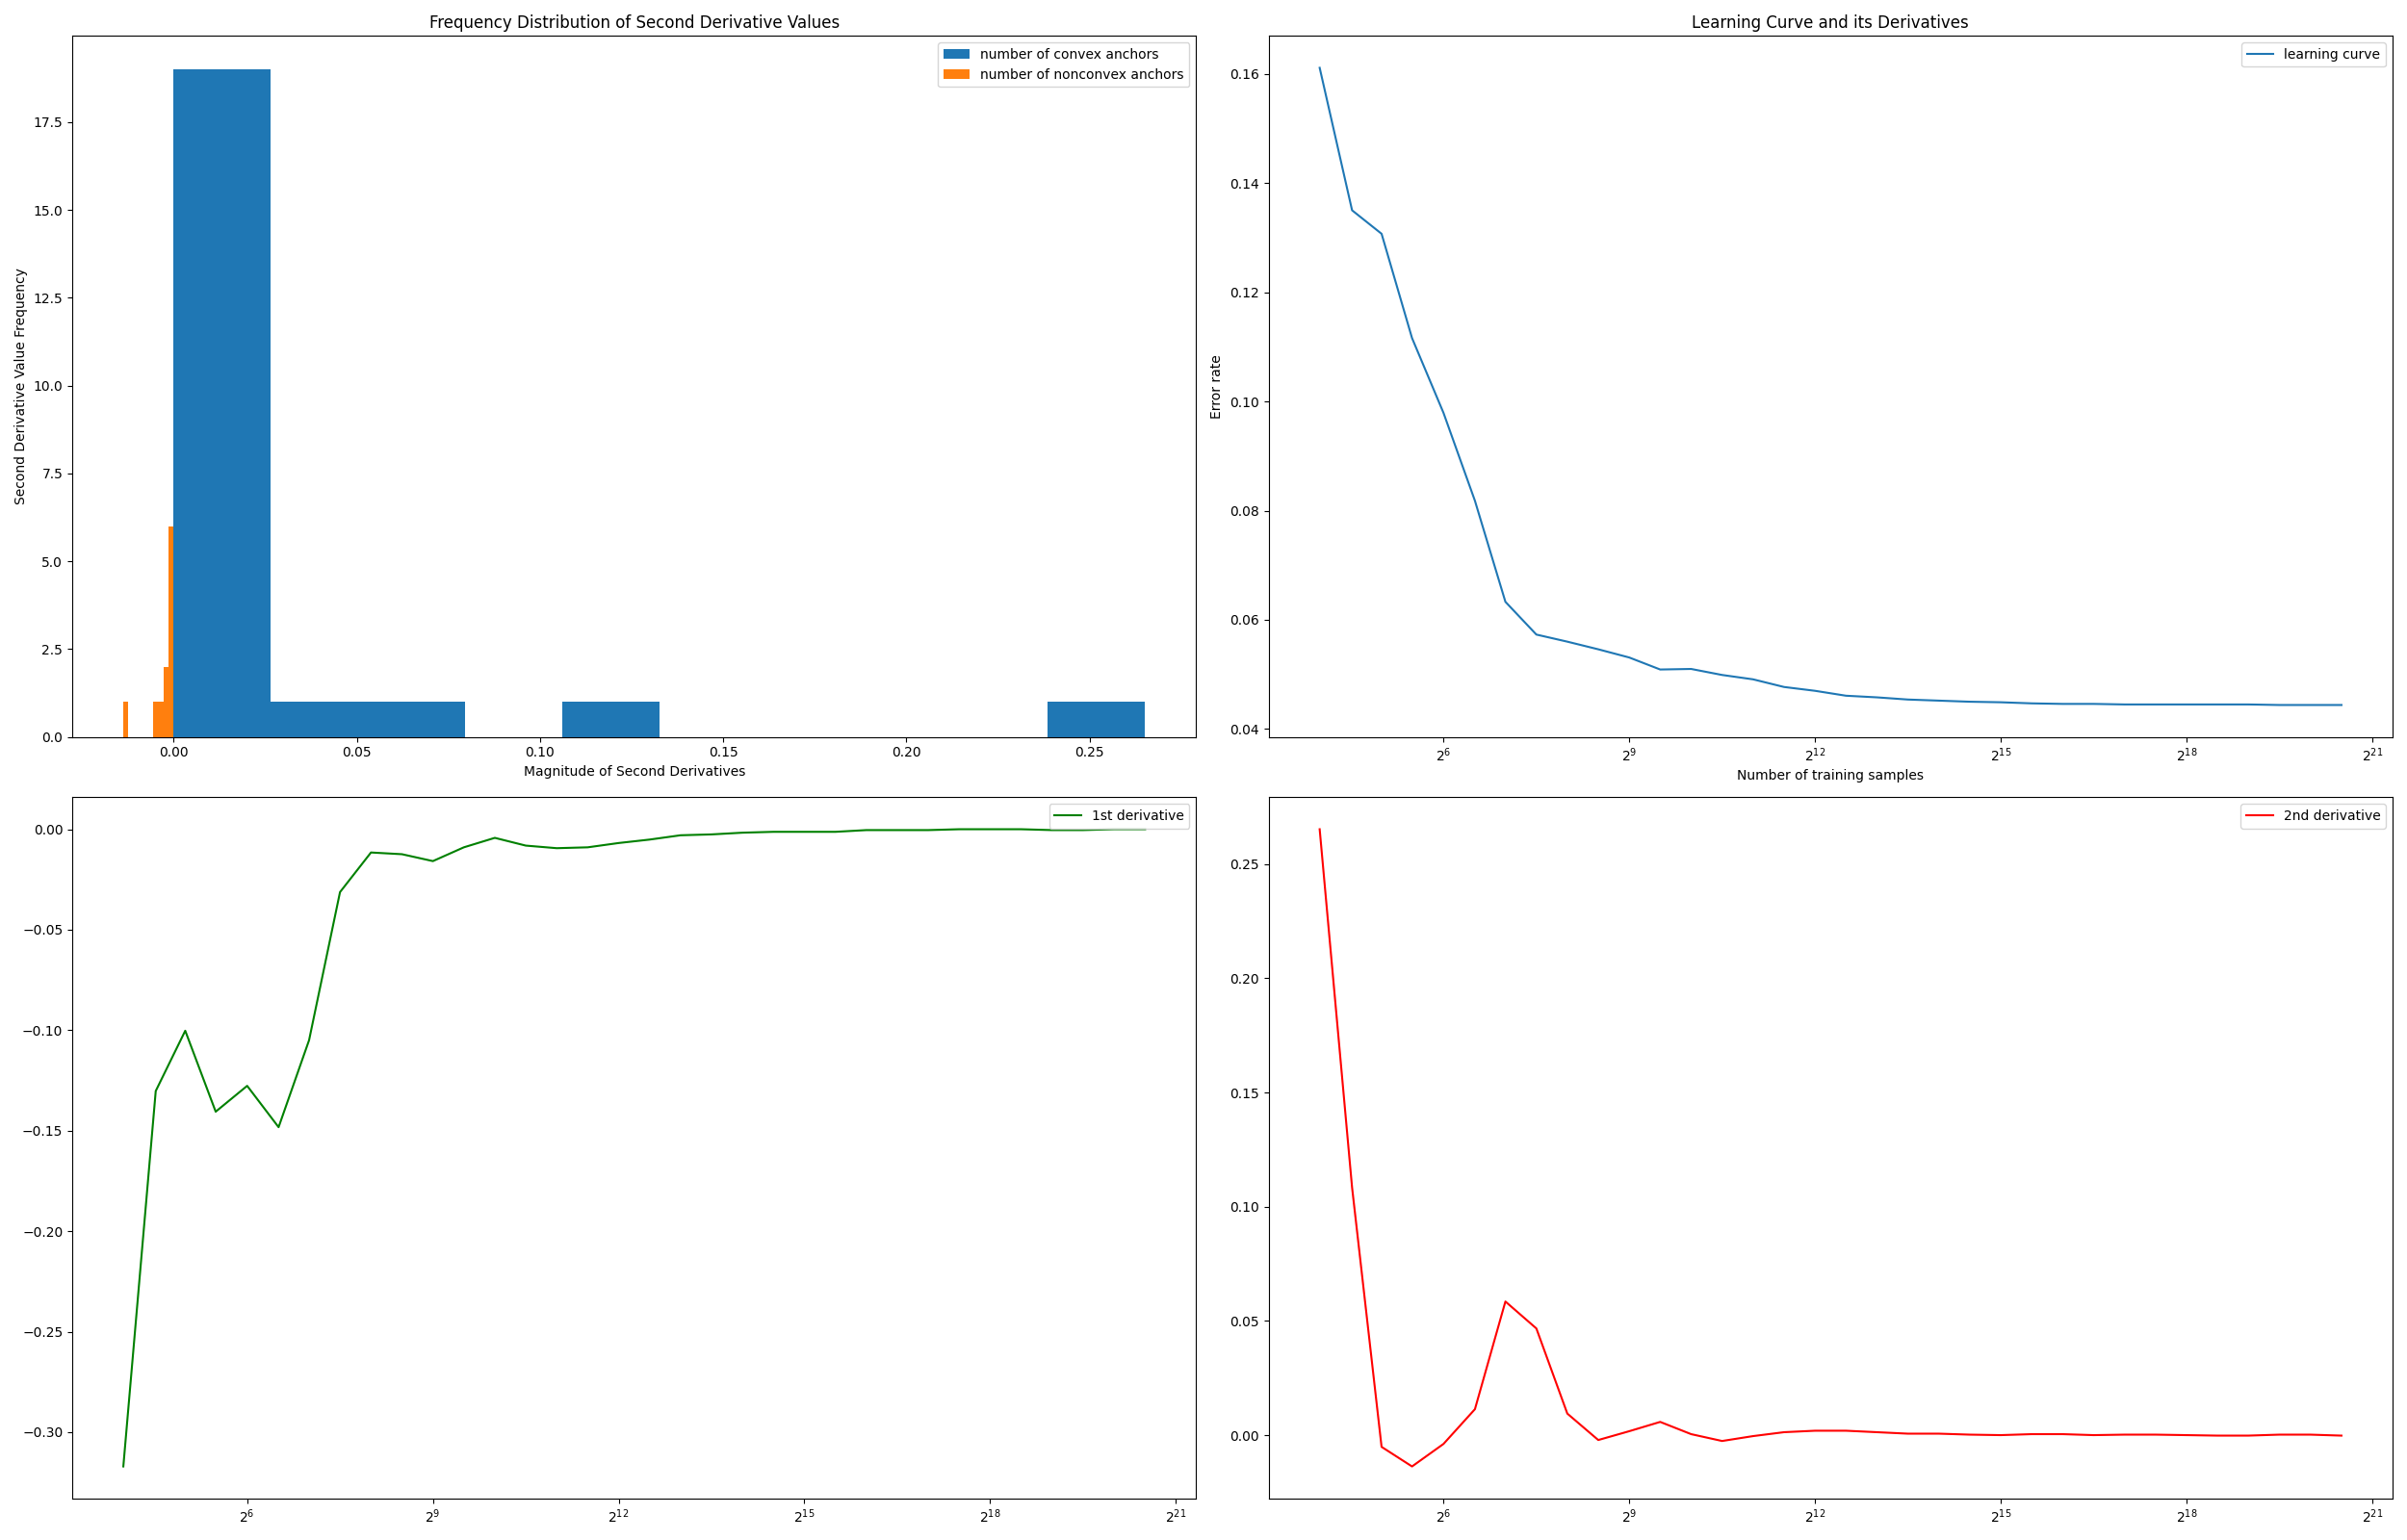 Frequency Distribution of Second Derivative Values
number of convex anchors
number of nonconvex anchors
17.5
15.0
12.5
10.0
7.5
5.0
2.5
0.0
Second Derivative Value Frequency
0.00 0.05 0.10 0.15 0.20 0.25
Magnitude of Second Derivatives
Learning Curve and its Derivatives
learning curve
0.16
0.14
0.12
0.10
0.08
0.06
0.04
Error rate
2^6 2^9 2^12 2^15 2^18 2^21
Number of training samples
1st derivative
0.00
−0.05
−0.10
−0.15
−0.20
−0.25
−0.30
2^6 2^9 2^12 2^15 2^18 2^21
2nd derivative
0.25
0.20
0.15
0.10
0.05
0.00
2^6 2^9 2^12 2^15 2^18 2^21